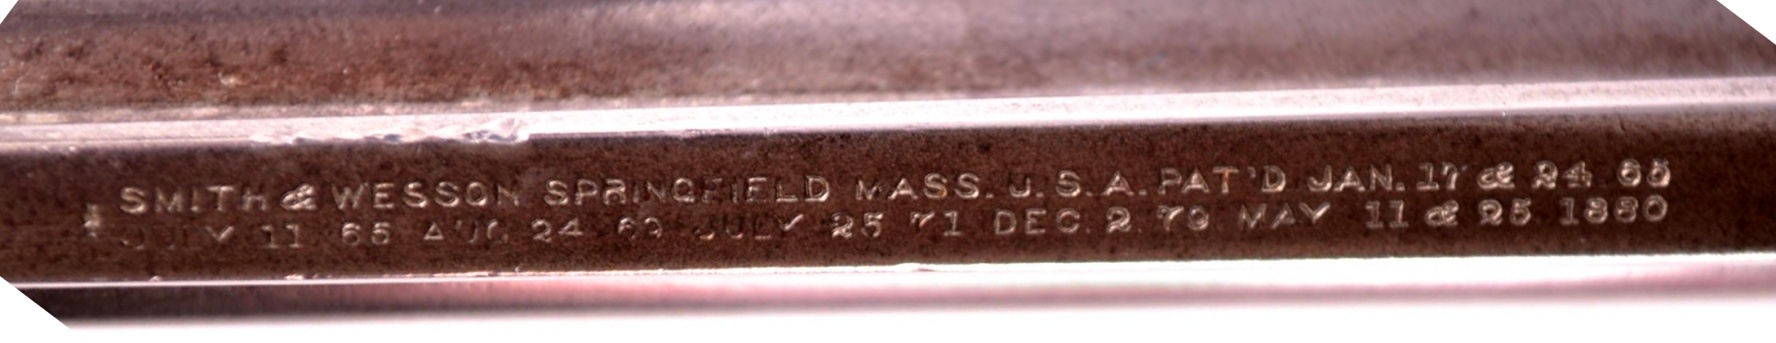 SMITH & WESSON SPRINGFIELD MASS. U.S.A. PAT'D JAN. 17 & 24 65
JULY 11 65 AUG 24 69 JULY 25 71 DEC 2 79 MAY 11 & 25 1880